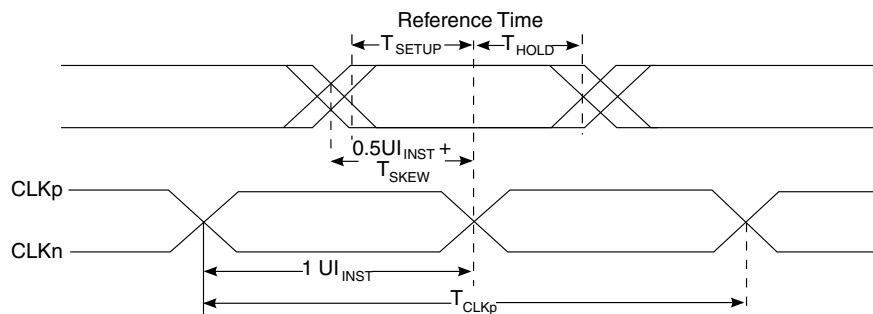 Reference Time
TSETUP THOLD
0.5UIINST +
TSKEW
CLKp
CLKn
1 UIINST
TCLKp